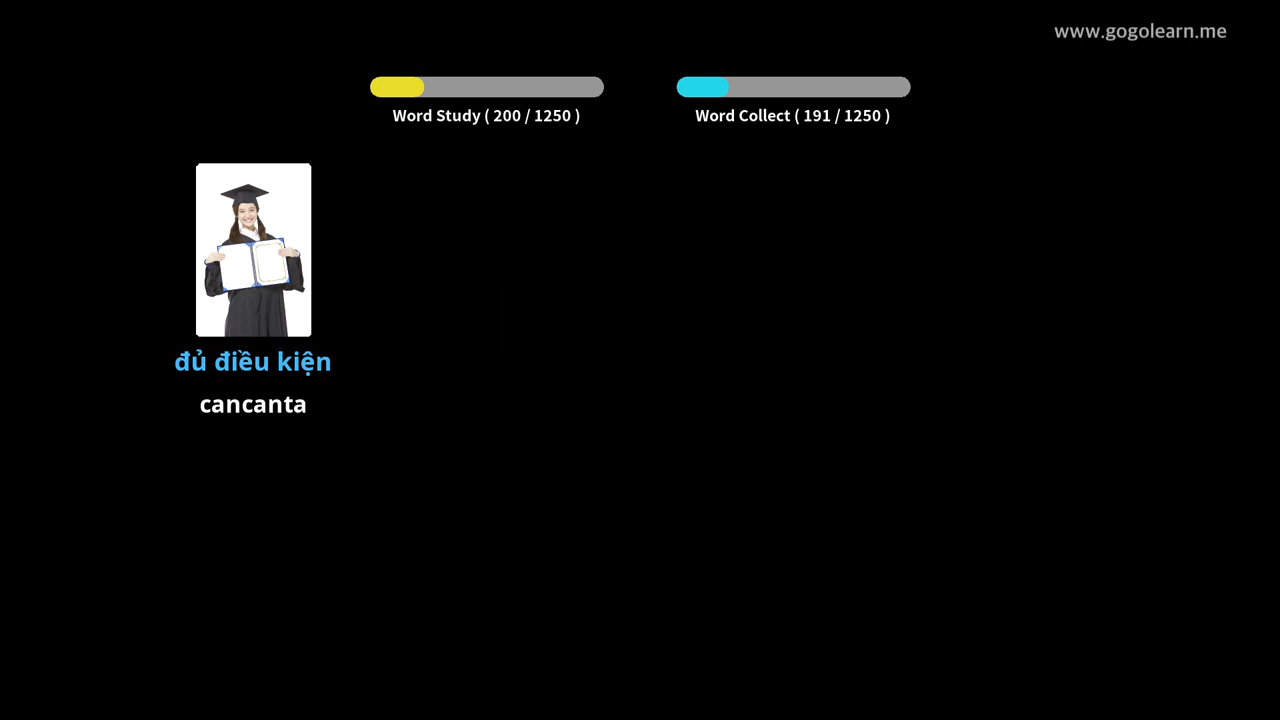 www.gogolearn.me
Word Study ( 200 / 1250 )
Word Collect ( 191 / 1250 )
đủ điều kiện
cancanta